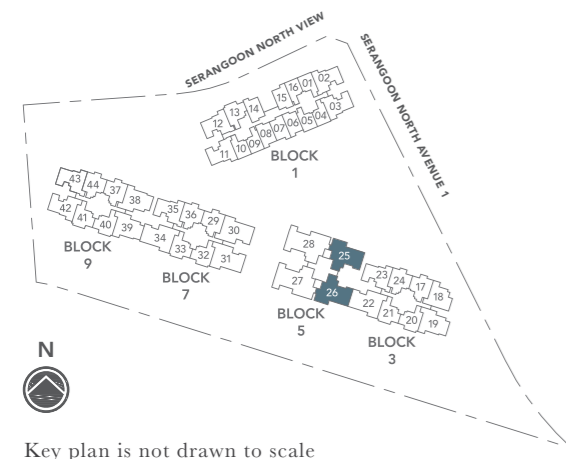 SERANGOON NORTH VIEW
SERANGOON NORTH AVENUE 1
12 13 14 15 16 01 02
11 10 09 08 07 06 05 04 03
BLOCK
1
43 44 37 38 35 36 29 30
42 41 40 39 34 33 32 31
BLOCK
9
BLOCK
7
28 25 23 24 17 18
27 26 22 21 20 19
BLOCK
5
BLOCK
3
N
Key plan is not drawn to scale